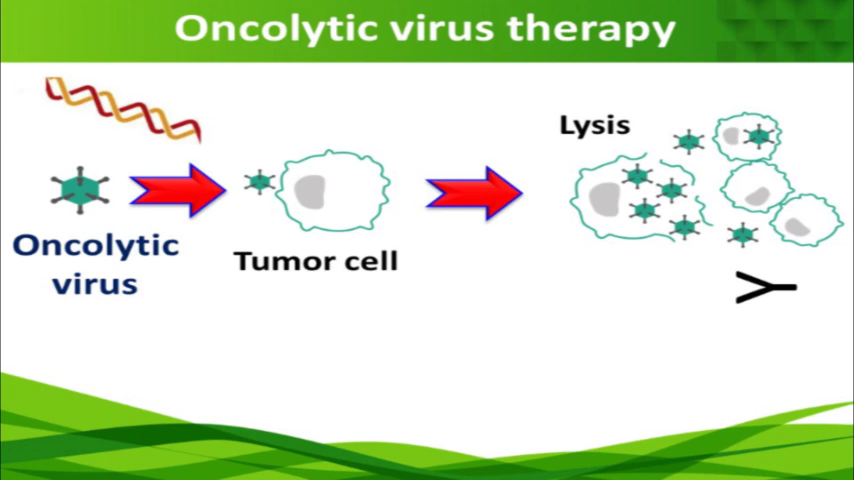 Oncolytic virus therapy
Lysis
Oncolytic
virus
Tumor cell